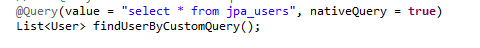 @Query(value = "select * from jpa_users", nativeQuery = true)
List<User> findUserByCustomQuery();